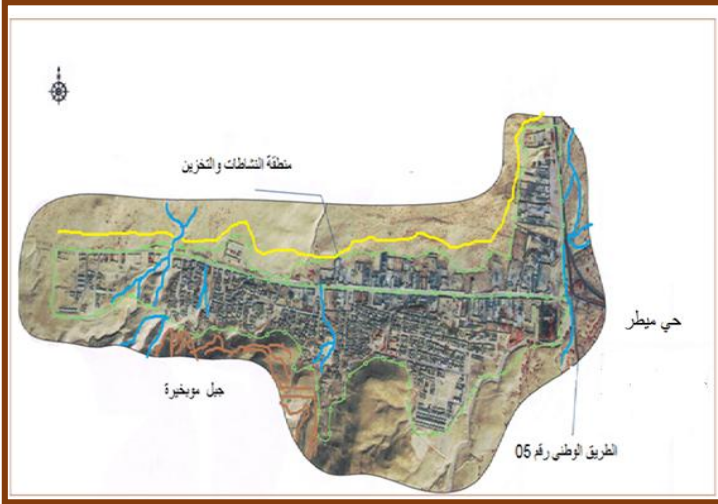 منطقة النشاطات والتخزين
حي ميطر
جبل موبخيرة
الطريق الوطني رقم 05